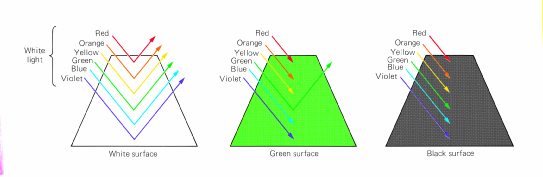 White
light
Red
Orange
Yellow
Green
Blue
Violet
White surface
Red
Orange
Yellow
Green
Blue
Violet
Green surface
Red
Orange
Yellow
Green
Blue
Violet
Black surface